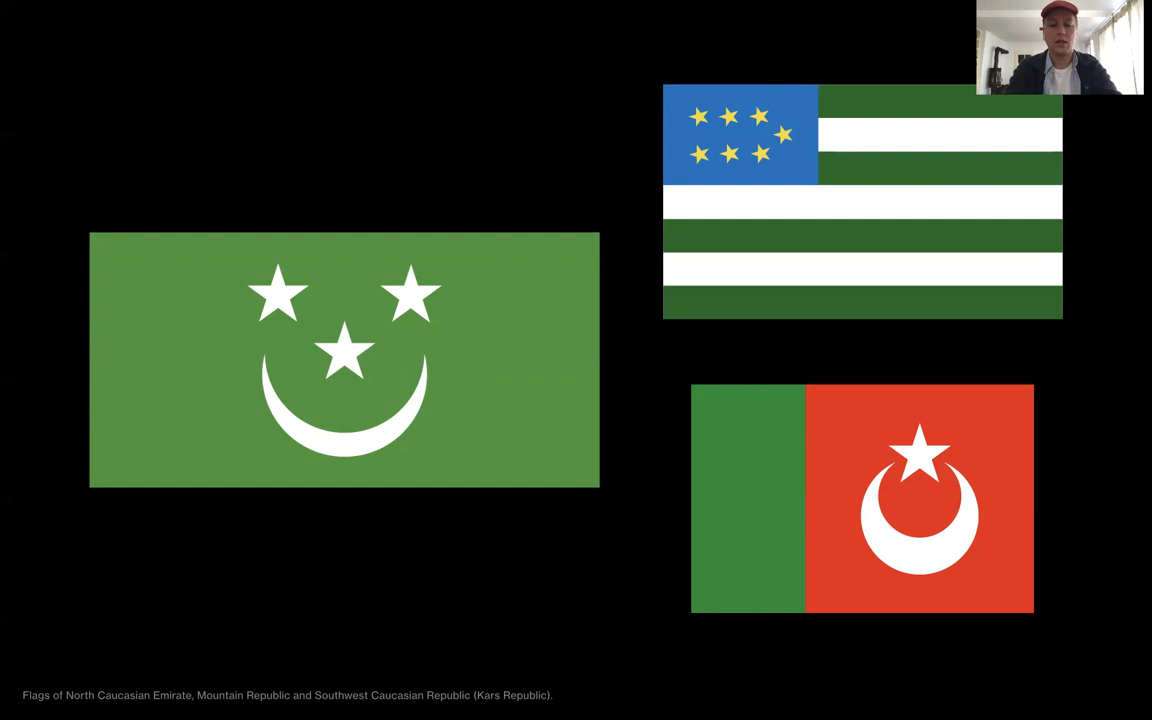 Flags of North Caucasian Emirate, Mountain Republic and Southwest Caucasian Republic (Kars Republic).